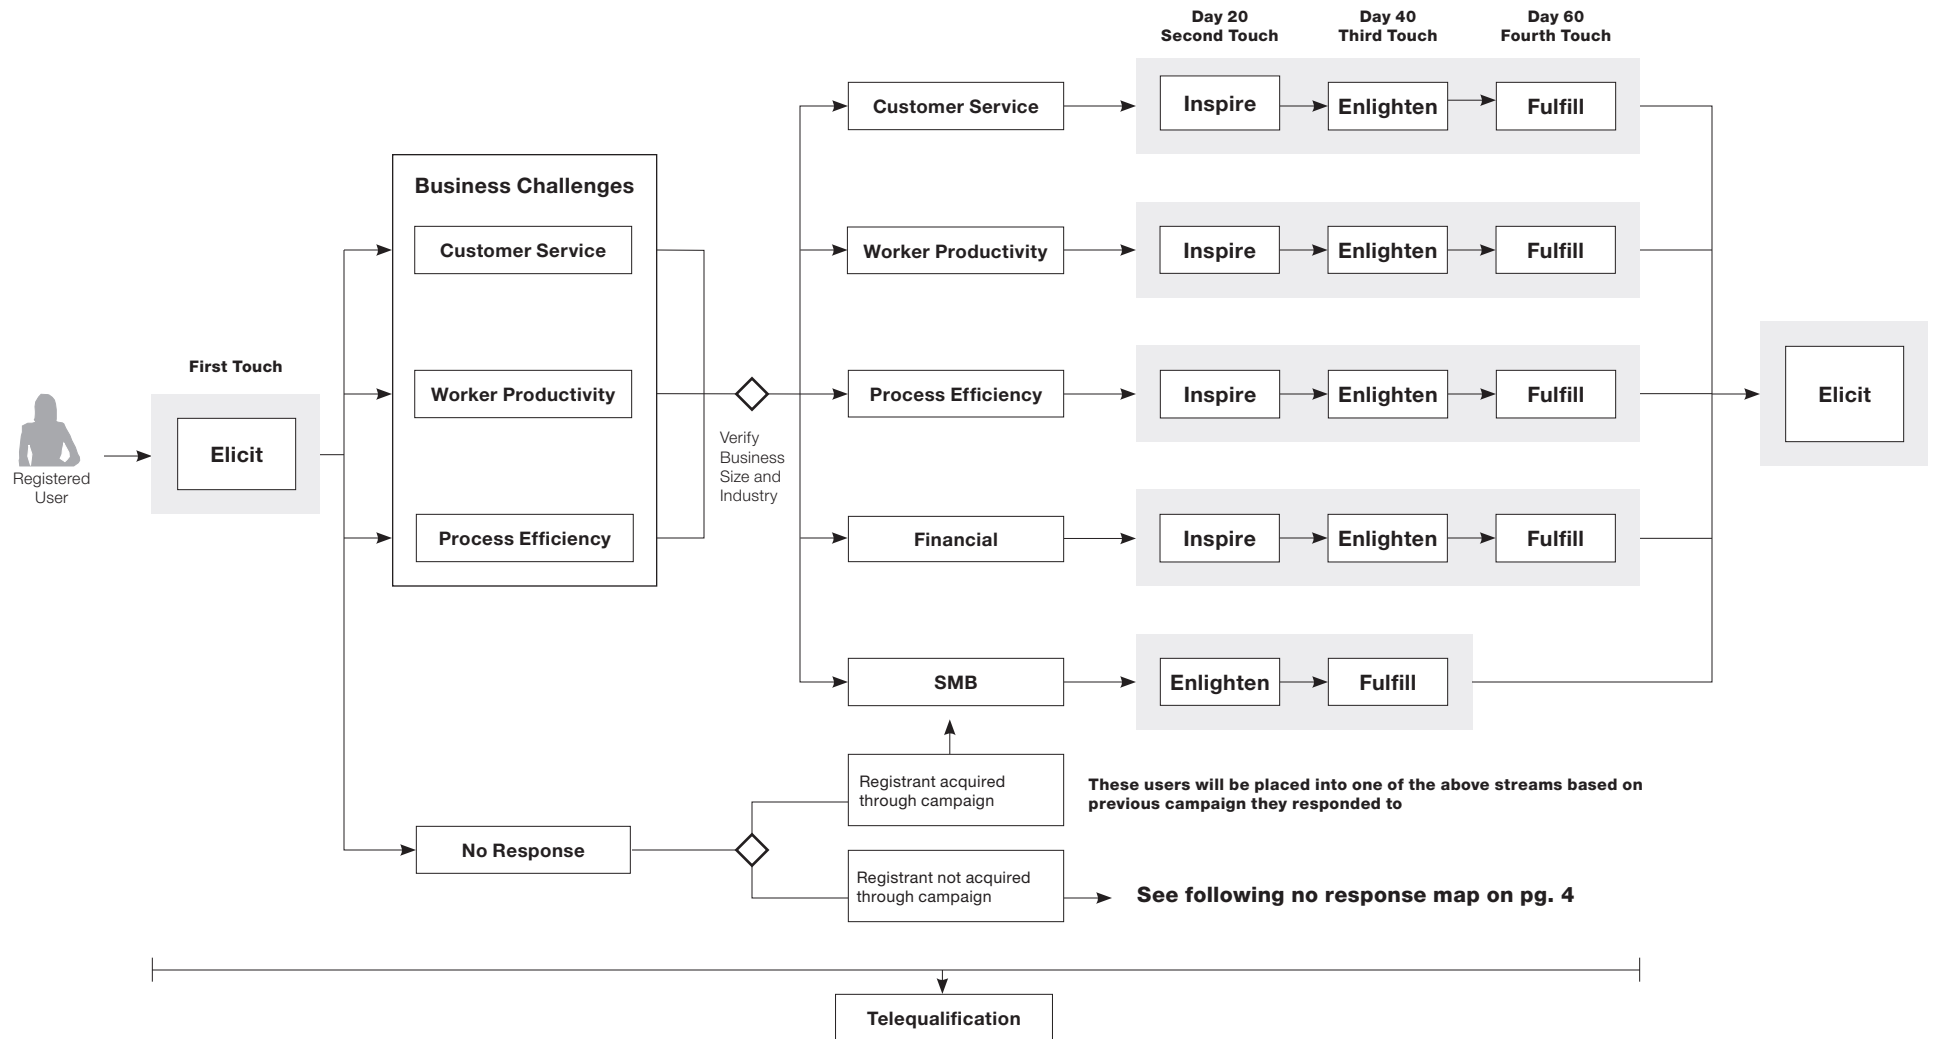 Day 20
Second Touch
Day 40
Third Touch
Day 60
Fourth Touch
Customer Service
Inspire
Enlighten
Fulfill
Business Challenges
Customer Service
Worker Productivity
Inspire
Enlighten
Fulfill
First Touch
Elicit
Registered
User
Worker Productivity
Verify
Business
Size and
Industry
Process Efficiency
Inspire
Enlighten
Fulfill
Elicit
Process Efficiency
Financial
Inspire
Enlighten
Fulfill
SMB
Enlighten
Fulfill
Registrant acquired
through campaign
These users will be placed into one of the above streams based on
previous campaign they responded to
No Response
Registrant not acquired
through campaign
See following no response map on pg. 4
Telequalification